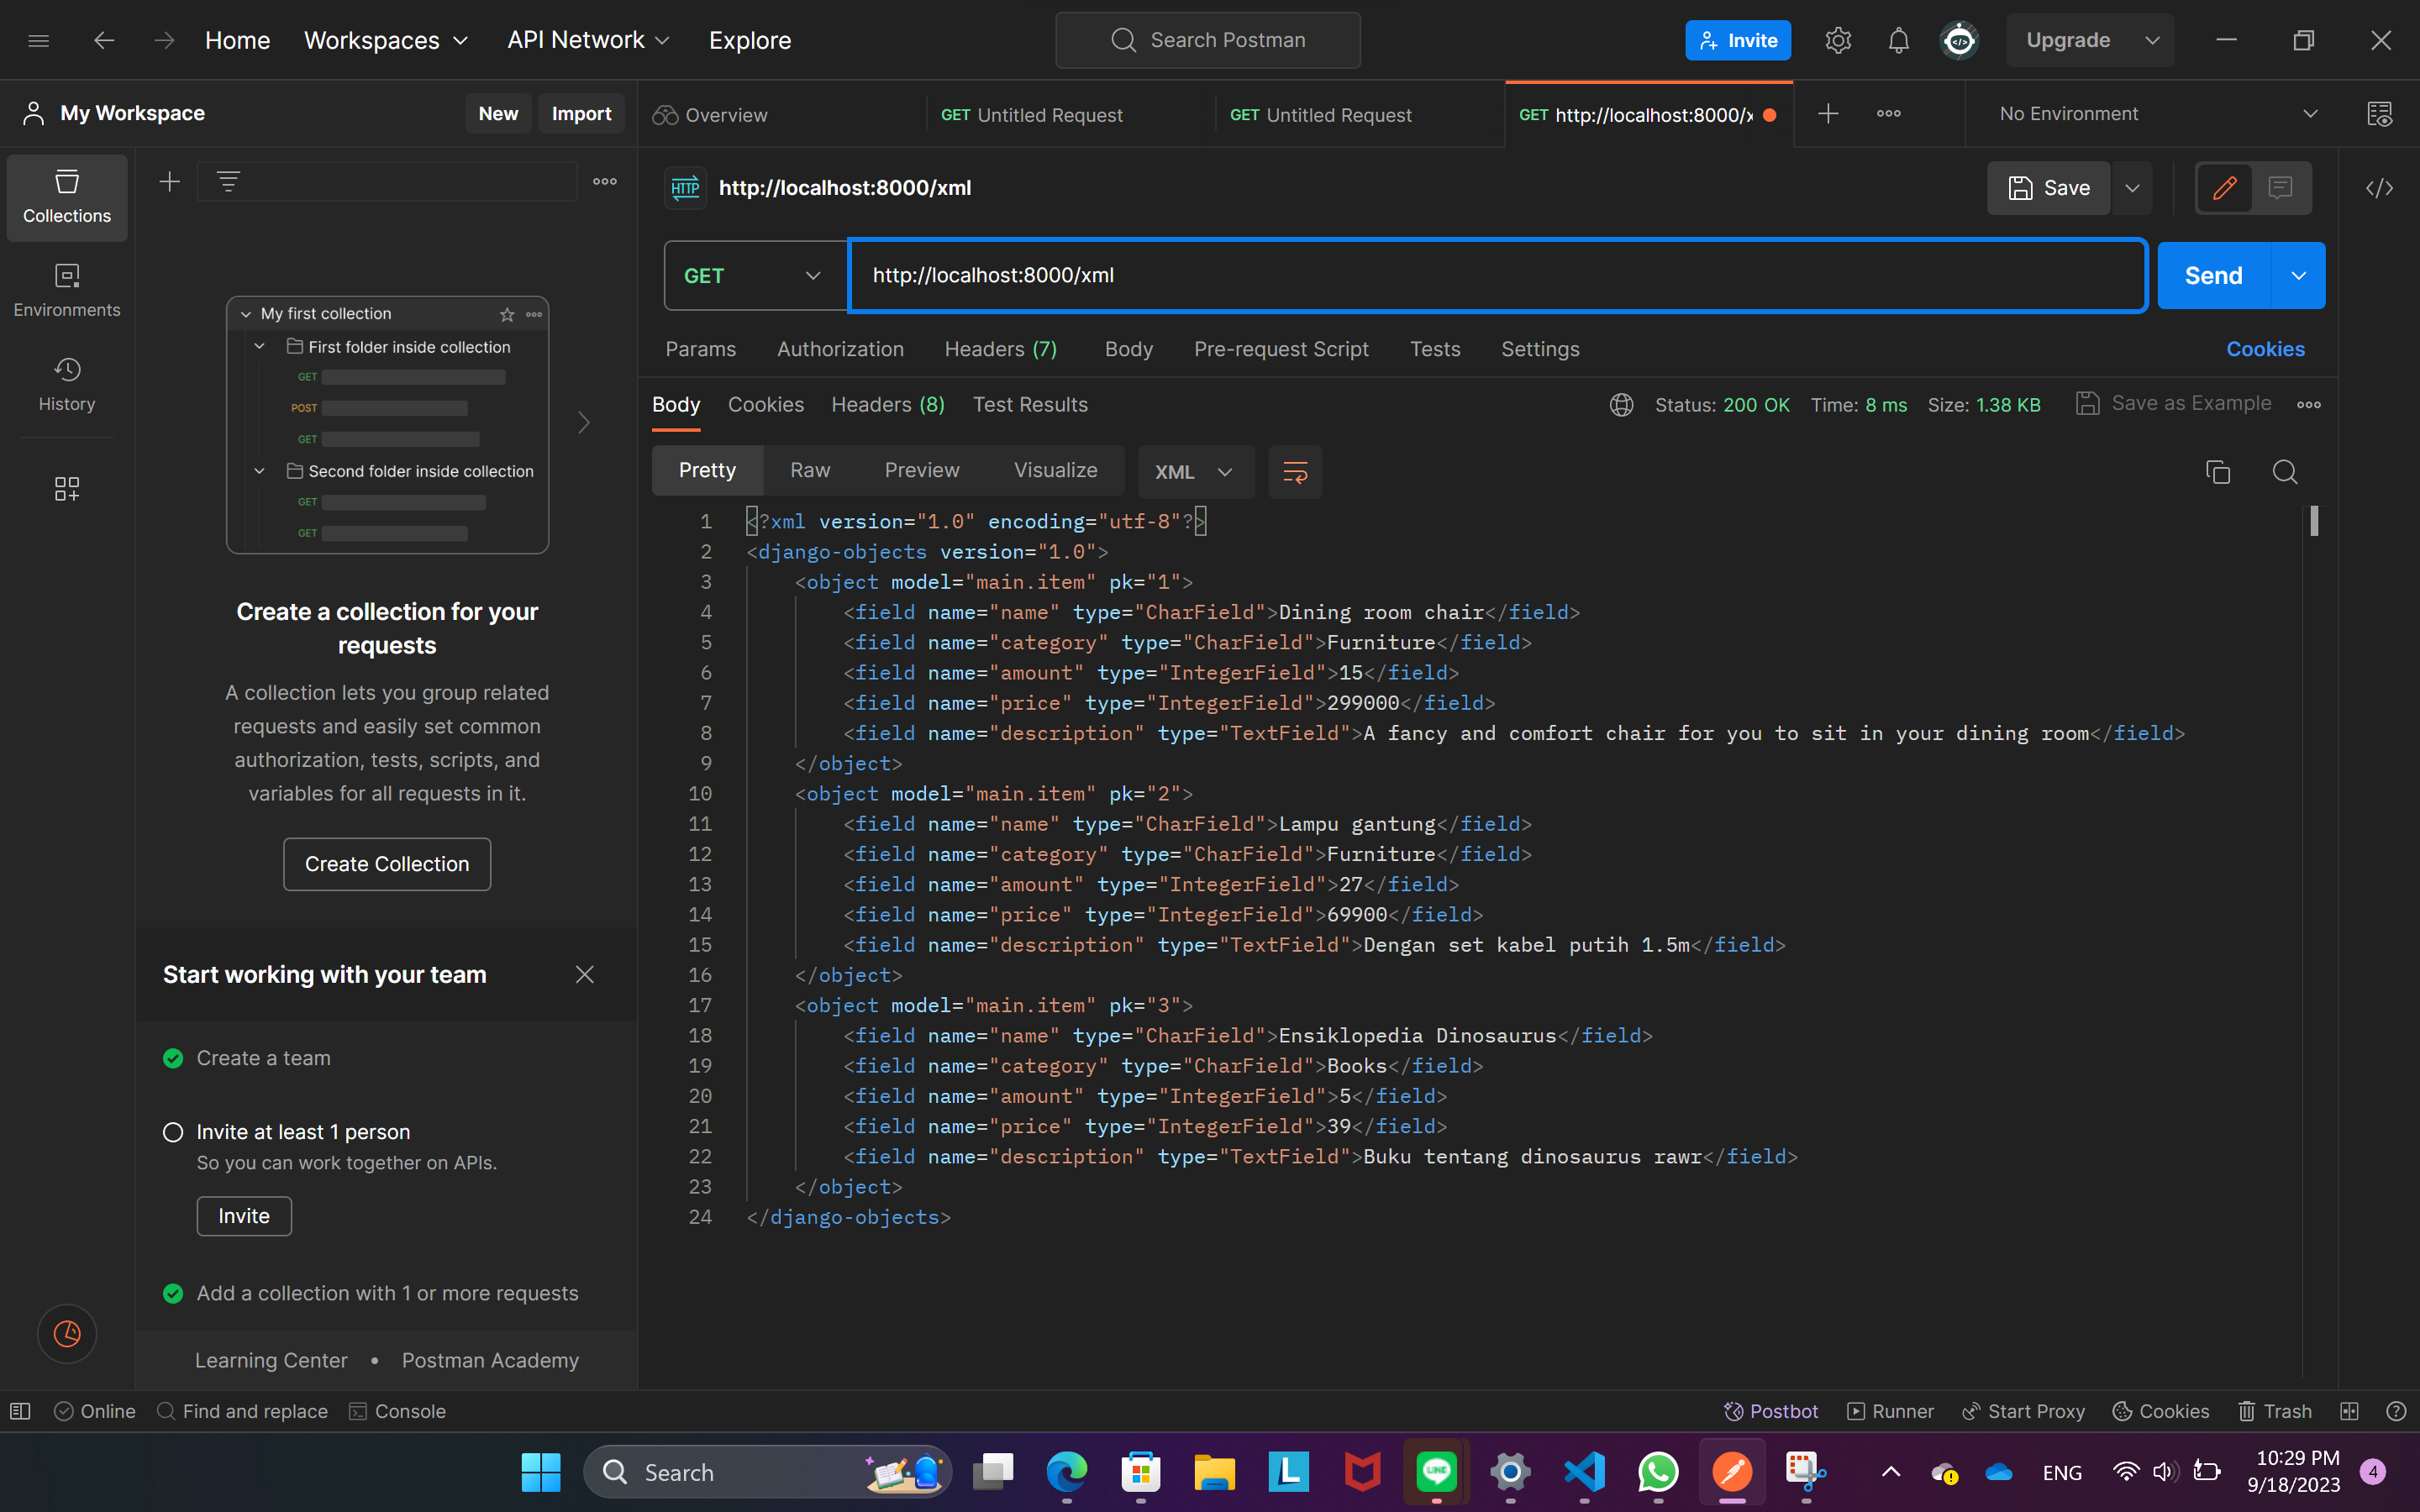 Home Workspaces API Network Explore Search Postman Invite Upgrade
My Workspace New Import Overview GET Untitled Request GET Untitled Request GET http://localhost:8000/x No Environment
Collections
Environments
History
My first collection
First folder inside collection
GET
POST
GET
Second folder inside collection
GET
GET
Create a collection for your
requests
A collection lets you group related
requests and easily set common
authorization, tests, scripts, and
variables for all requests in it.
Create Collection
Start working with your team
Create a team
Invite at least 1 person
So you can work together on APIs.
Invite
Add a collection with 1 or more requests
Learning Center • Postman Academy
HTTP http://localhost:8000/xml Save
GET http://localhost:8000/xml Send
Params Authorization Headers (7) Body Pre-request Script Tests Settings Cookies
Body Cookies Headers (8) Test Results Status: 200 OK Time: 8 ms Size: 1.38 KB Save as Example
Pretty Raw Preview Visualize XML
1 <?xml version="1.0" encoding="utf-8"?>
2 <django-objects version="1.0">
3 <object model="main.item" pk="1">
4 <field name="name" type="CharField">Dining room chair</field>
5 <field name="category" type="CharField">Furniture</field>
6 <field name="amount" type="IntegerField">15</field>
7 <field name="price" type="IntegerField">299000</field>
8 <field name="description" type="TextField">A fancy and comfort chair for you to sit in your dining room</field>
9 </object>
10 <object model="main.item" pk="2">
11 <field name="name" type="CharField">Lampu gantung</field>
12 <field name="category" type="CharField">Furniture</field>
13 <field name="amount" type="IntegerField">27</field>
14 <field name="price" type="IntegerField">69900</field>
15 <field name="description" type="TextField">Dengan set kabel putih 1.5m</field>
16 </object>
17 <object model="main.item" pk="3">
18 <field name="name" type="CharField">Ensiklopedia Dinosaurus</field>
19 <field name="category" type="CharField">Books</field>
20 <field name="amount" type="IntegerField">5</field>
21 <field name="price" type="IntegerField">39</field>
22 <field name="description" type="TextField">Buku tentang dinosaurus rawr</field>
23 </object>
24 </django-objects>
Online Find and replace Console Postbot Runner Start Proxy Cookies Trash
Search L LINE ENG 10:29 PM 4
9/18/2023